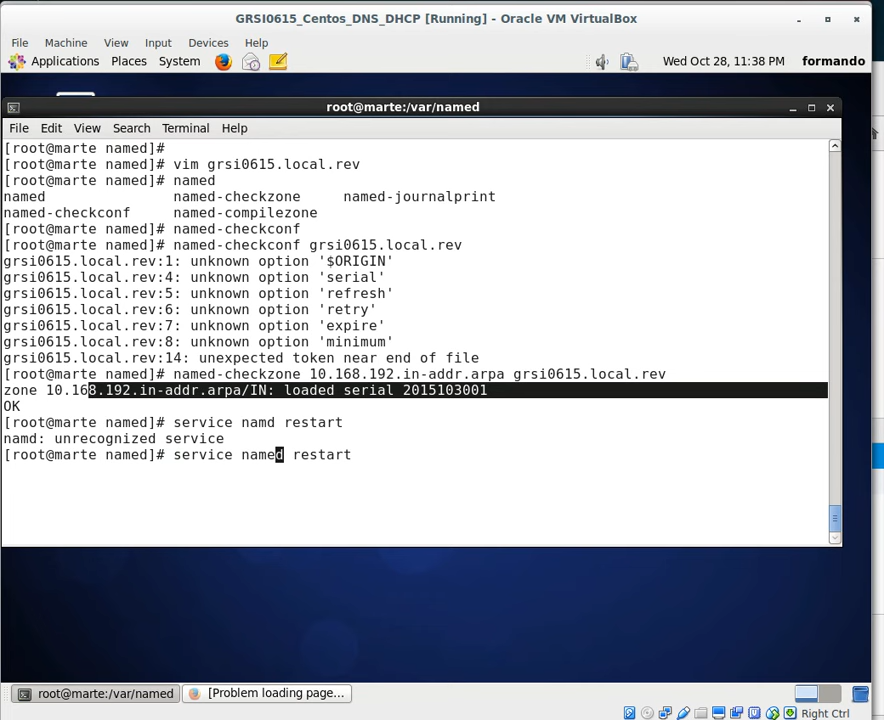 GRSI0615_Centos_DNS_DHCP [Running] - Oracle VM VirtualBox
File Machine View Input Devices Help
Applications Places System Wed Oct 28, 11:38 PM formando
root@marte:/var/named
File Edit View Search Terminal Help
[root@marte named]#
[root@marte named]# vim grsi0615.local.rev
[root@marte named]# named
named named-checkzone named-journalprint
named-checkconf named-compilezone
[root@marte named]# named-checkconf
[root@marte named]# named-checkconf grsi0615.local.rev
grsi0615.local.rev:1: unknown option '$ORIGIN'
grsi0615.local.rev:4: unknown option 'serial'
grsi0615.local.rev:5: unknown option 'refresh'
grsi0615.local.rev:6: unknown option 'retry'
grsi0615.local.rev:7: unknown option 'expire'
grsi0615.local.rev:8: unknown option 'minimum'
grsi0615.local.rev:14: unexpected token near end of file
[root@marte named]# named-checkzone 10.168.192.in-addr.arpa grsi0615.local.rev
zone 10.168.192.in-addr.arpa/IN: loaded serial 2015103001
OK
[root@marte named]# service namd restart
namd: unrecognized service
[root@marte named]# service named restart
root@marte:/var/named [Problem loading page...
Right Ctrl